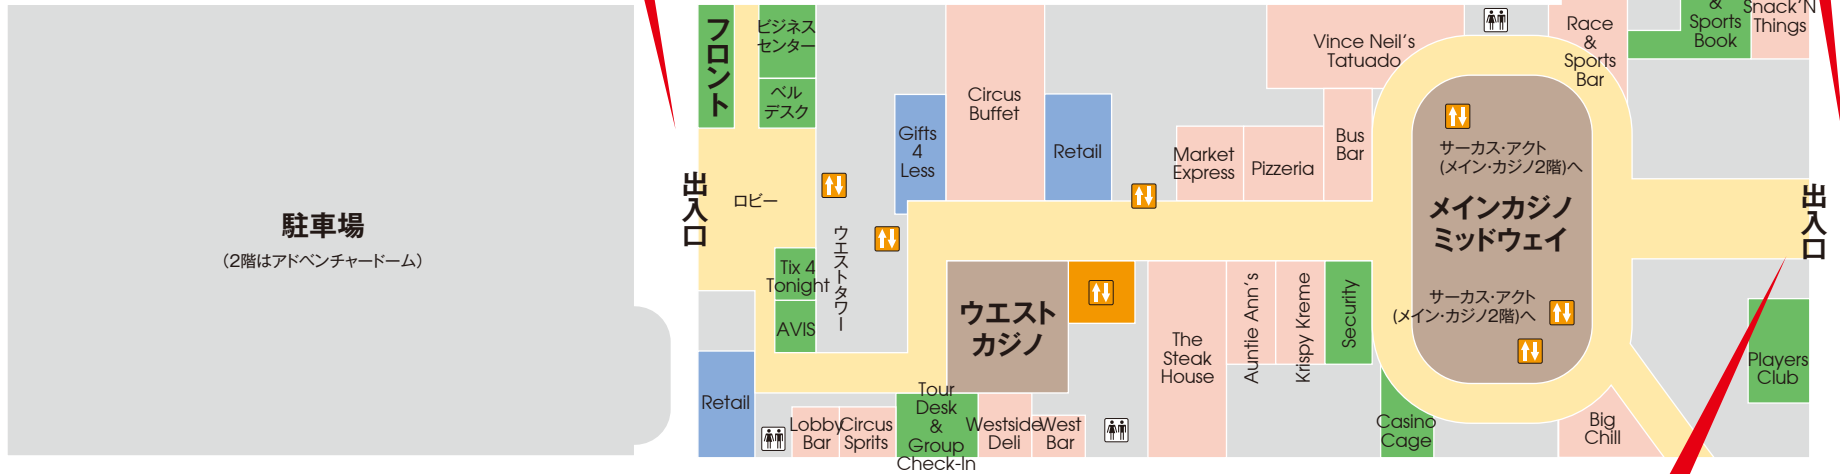 駐車場
(2階はアドベンチャードーム)
フロント
ビジネス
センター
ベル
デスク
出入口
ロビー
Tix 4
Tonight
AVIS
ウエストタワー
Retail
Gifts
4
Less
Circus
Buffet
Retail
ウエスト
カジノ
Lobby
Bar
Circus
Sprits
Tour
Desk
&
Group
Check-In
Westside
Deli
West
Bar
Market
Express
Pizzeria
Bus
Bar
Vince Neil's
Tatuado
The
Steak
House
Auntie Ann's
Krispy Kreme
Security
Casino
Cage
Race
&
Sports
Bar
&
Sports
Book
Snack'N
Things
サーカス・アクト
(メイン・カジノ2階)へ
メインカジノ
ミッドウェイ
サーカス・アクト
(メイン・カジノ2階)へ
出入口
Players
Club
Big
Chill